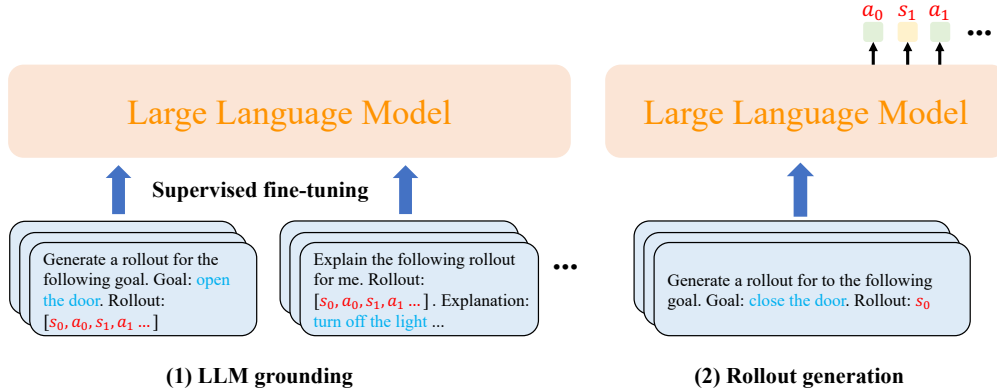 a₀ s₁ a₁ ...
Large Language Model
Large Language Model
Supervised fine-tuning
Generate a rollout for the
following goal. Goal: open
the door. Rollout:
[s₀, a₀, s₁, a₁ ...]
Explain the following rollout
for me. Rollout:
[s₀, a₀, s₁, a₁ ...] . Explanation:
turn off the light ...
...
Generate a rollout for to the following
goal. Goal: close the door. Rollout: s₀
(1) LLM grounding
(2) Rollout generation